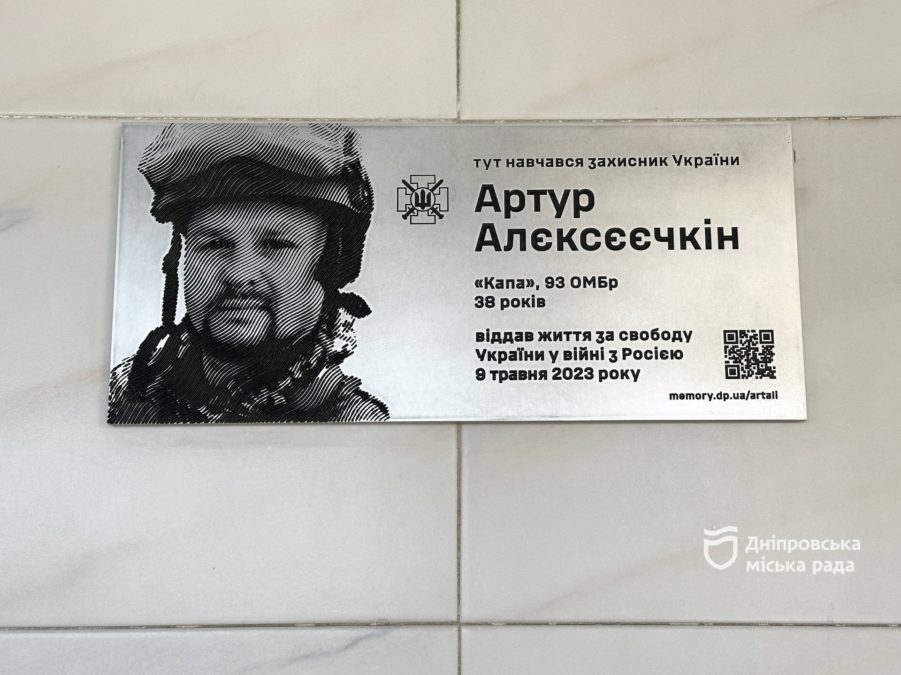 тут навчався захисник України
Артур
Алєксєєчкін
«Капа», 93 ОМБр
38 років
віддав життя за свободу
України у війні з Росією
9 травня 2023 року
memory.dp.ua/artall
Дніпровська
міська рада